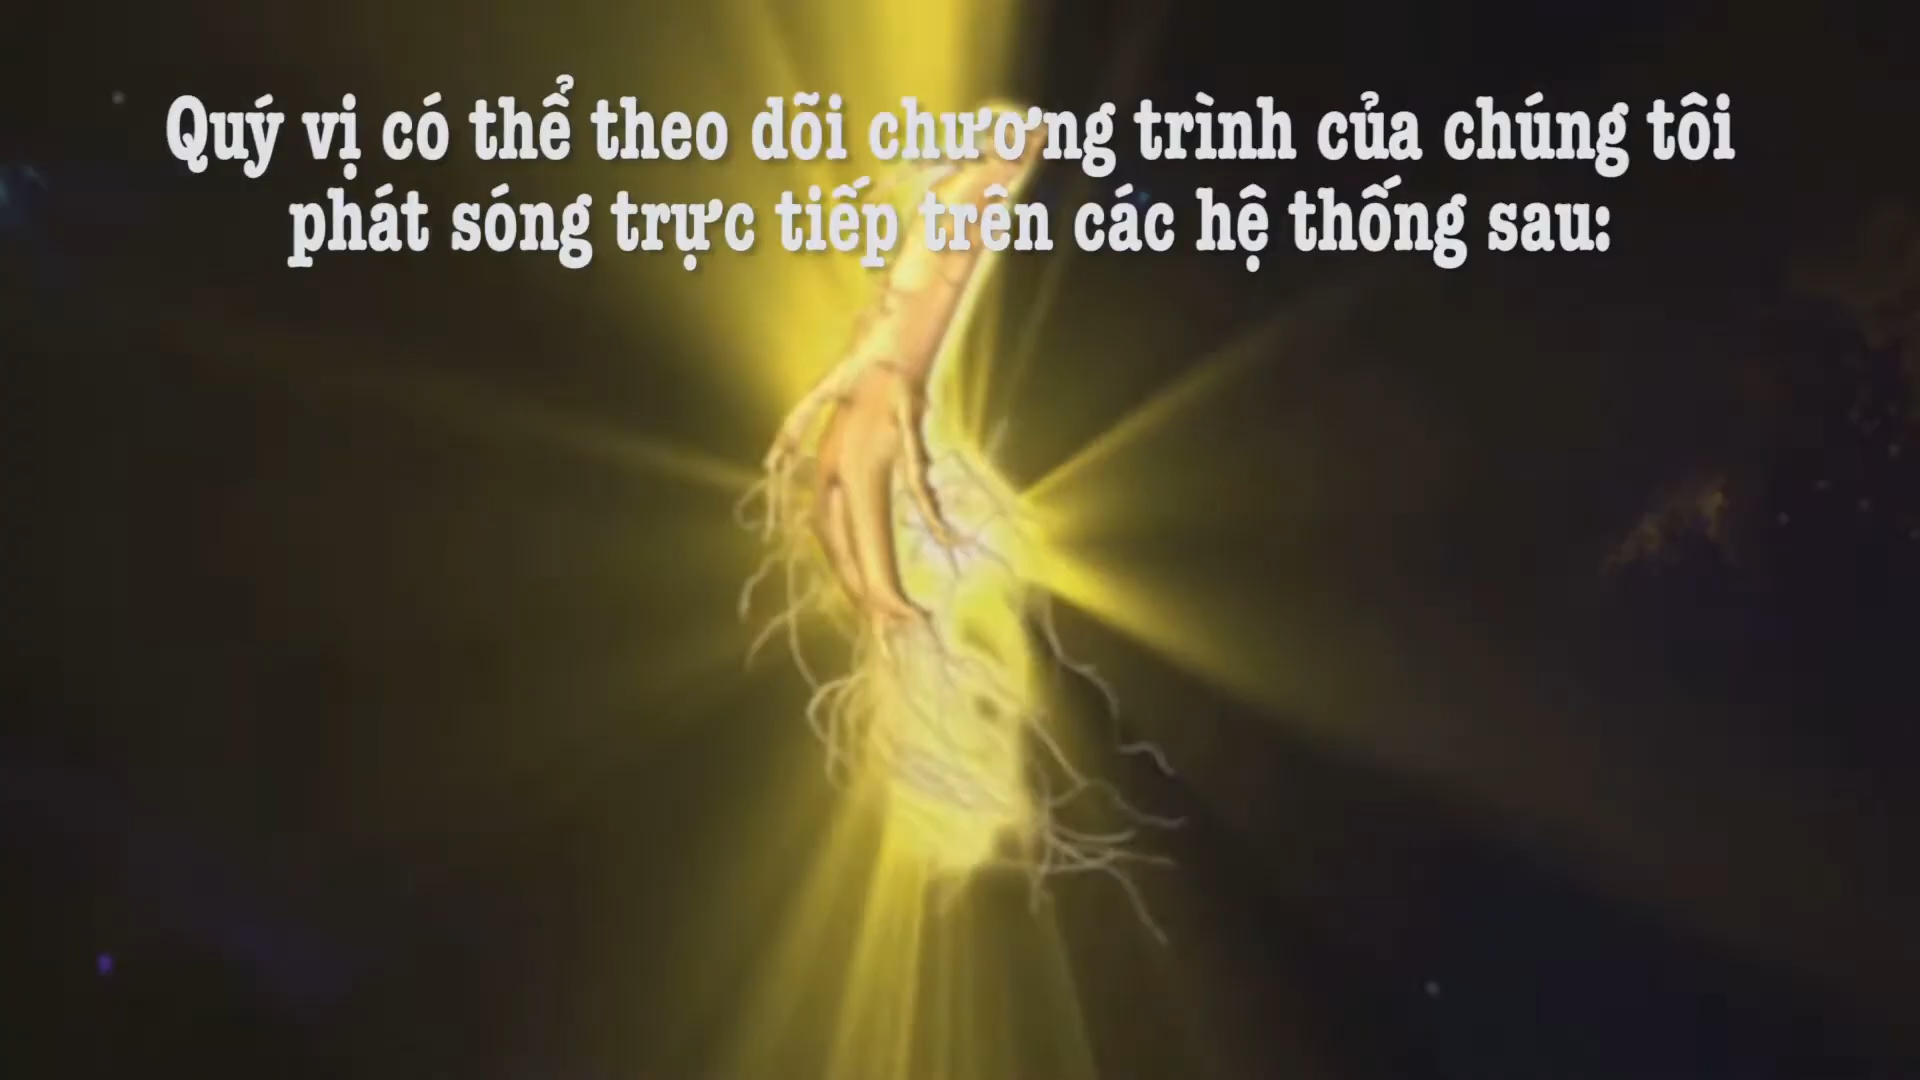 Quý vị có thể theo dõi chương trình của chúng tôi
phát sóng trực tiếp trên các hệ thống sau: